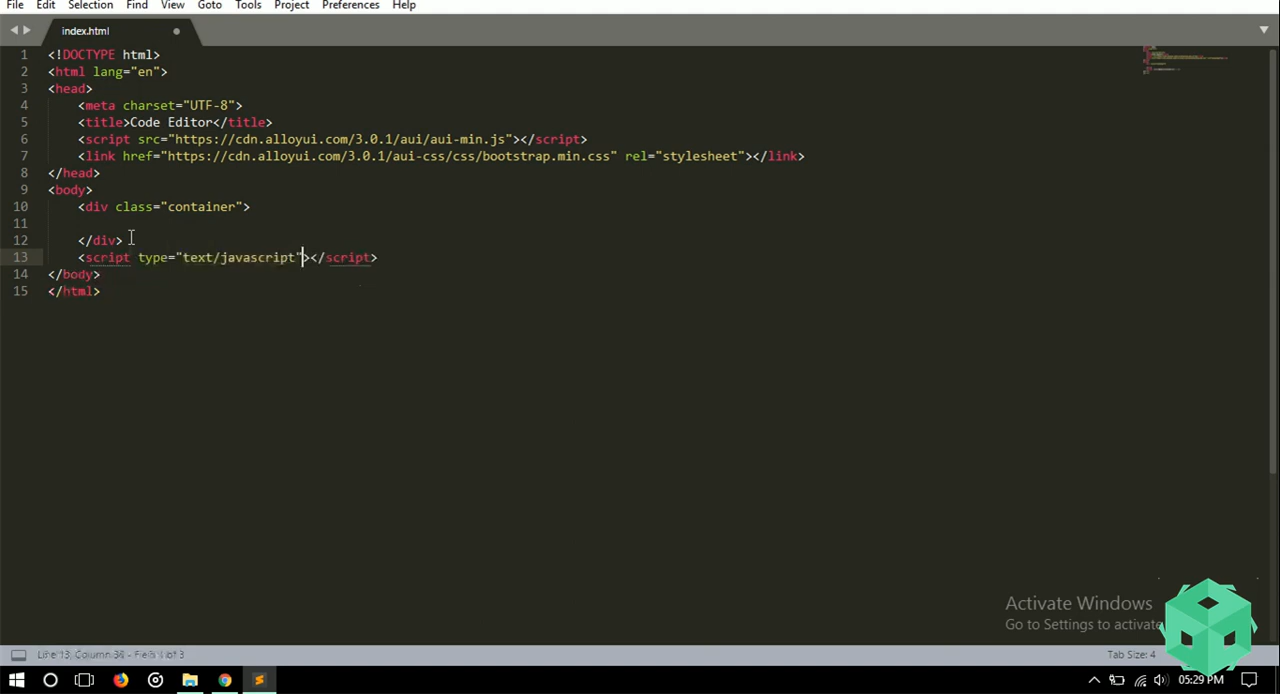 File Edit Selection Find View Goto Tools Project Preferences Help
index.html
1 <!DOCTYPE html>
2 <html lang="en">
3 <head>
4 <meta charset="UTF-8">
5 <title>Code Editor</title>
6 <script src="https://cdn.alloyui.com/3.0.1/aui/aui-min.js"></script>
7 <link href="https://cdn.alloyui.com/3.0.1/aui-css/css/bootstrap.min.css" rel="stylesheet"></link>
8 </head>
9 <body>
10 <div class="container">
11
12 </div>
13 <script type="text/javascript"></script>
14 </body>
15 </html>
Activate Windows
Go to Settings to activate
Line 13, Column 3
Tab Size: 4
05:29 PM